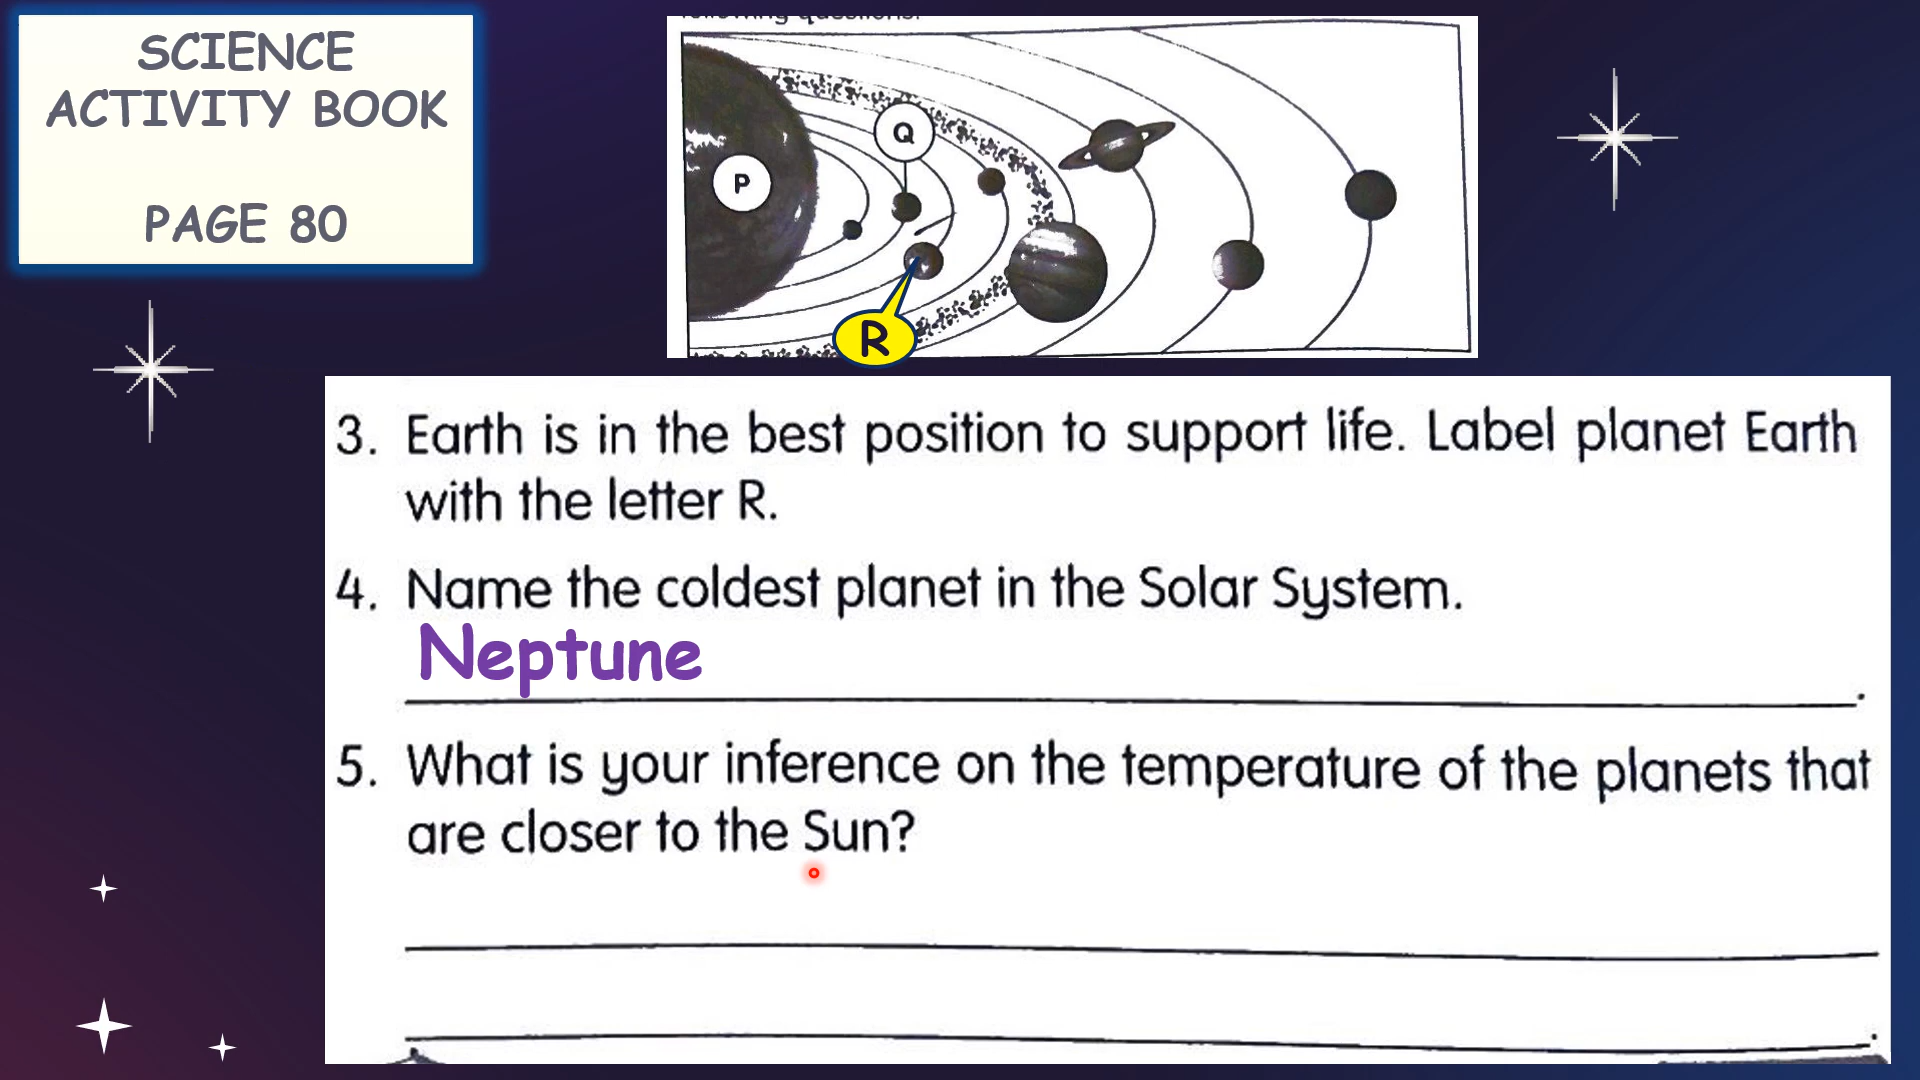 SCIENCE
ACTIVITY BOOK
PAGE 80
following questions.
P
Q
R
3. Earth is in the best position to support life. Label planet Earth
with the letter R.
4. Name the coldest planet in the Solar System.
Neptune
5. What is your inference on the temperature of the planets that
are closer to the Sun?